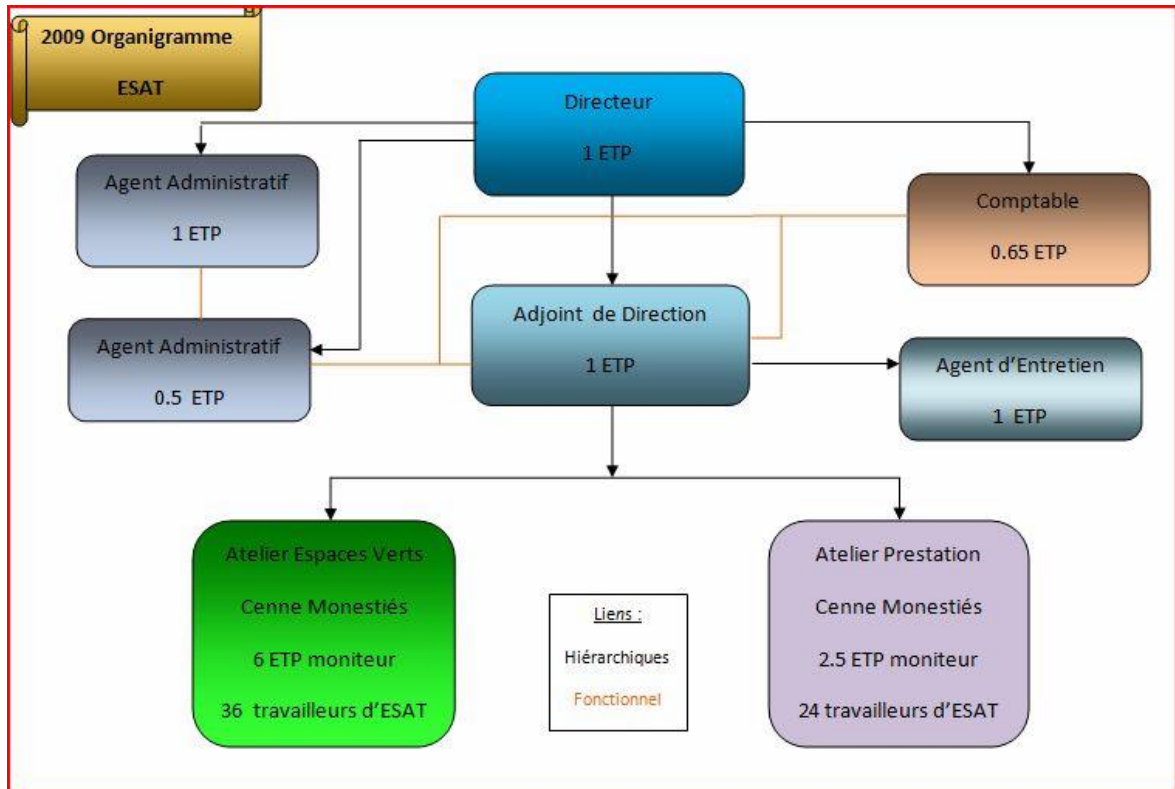 2009 Organigramme
ESAT
Directeur
1 ETP
Agent Administratif
1 ETP
Comptable
0.65 ETP
Agent Administratif
0.5 ETP
Adjoint de Direction
1 ETP
Agent d'Entretien
1 ETP
Atelier Espaces Verts
Cenne Monestiés
6 ETP moniteur
36 travailleurs d'ESAT
Liens :
Hiérarchiques
Fonctionnel
Atelier Prestation
Cenne Monestiés
2.5 ETP moniteur
24 travailleurs d'ESAT